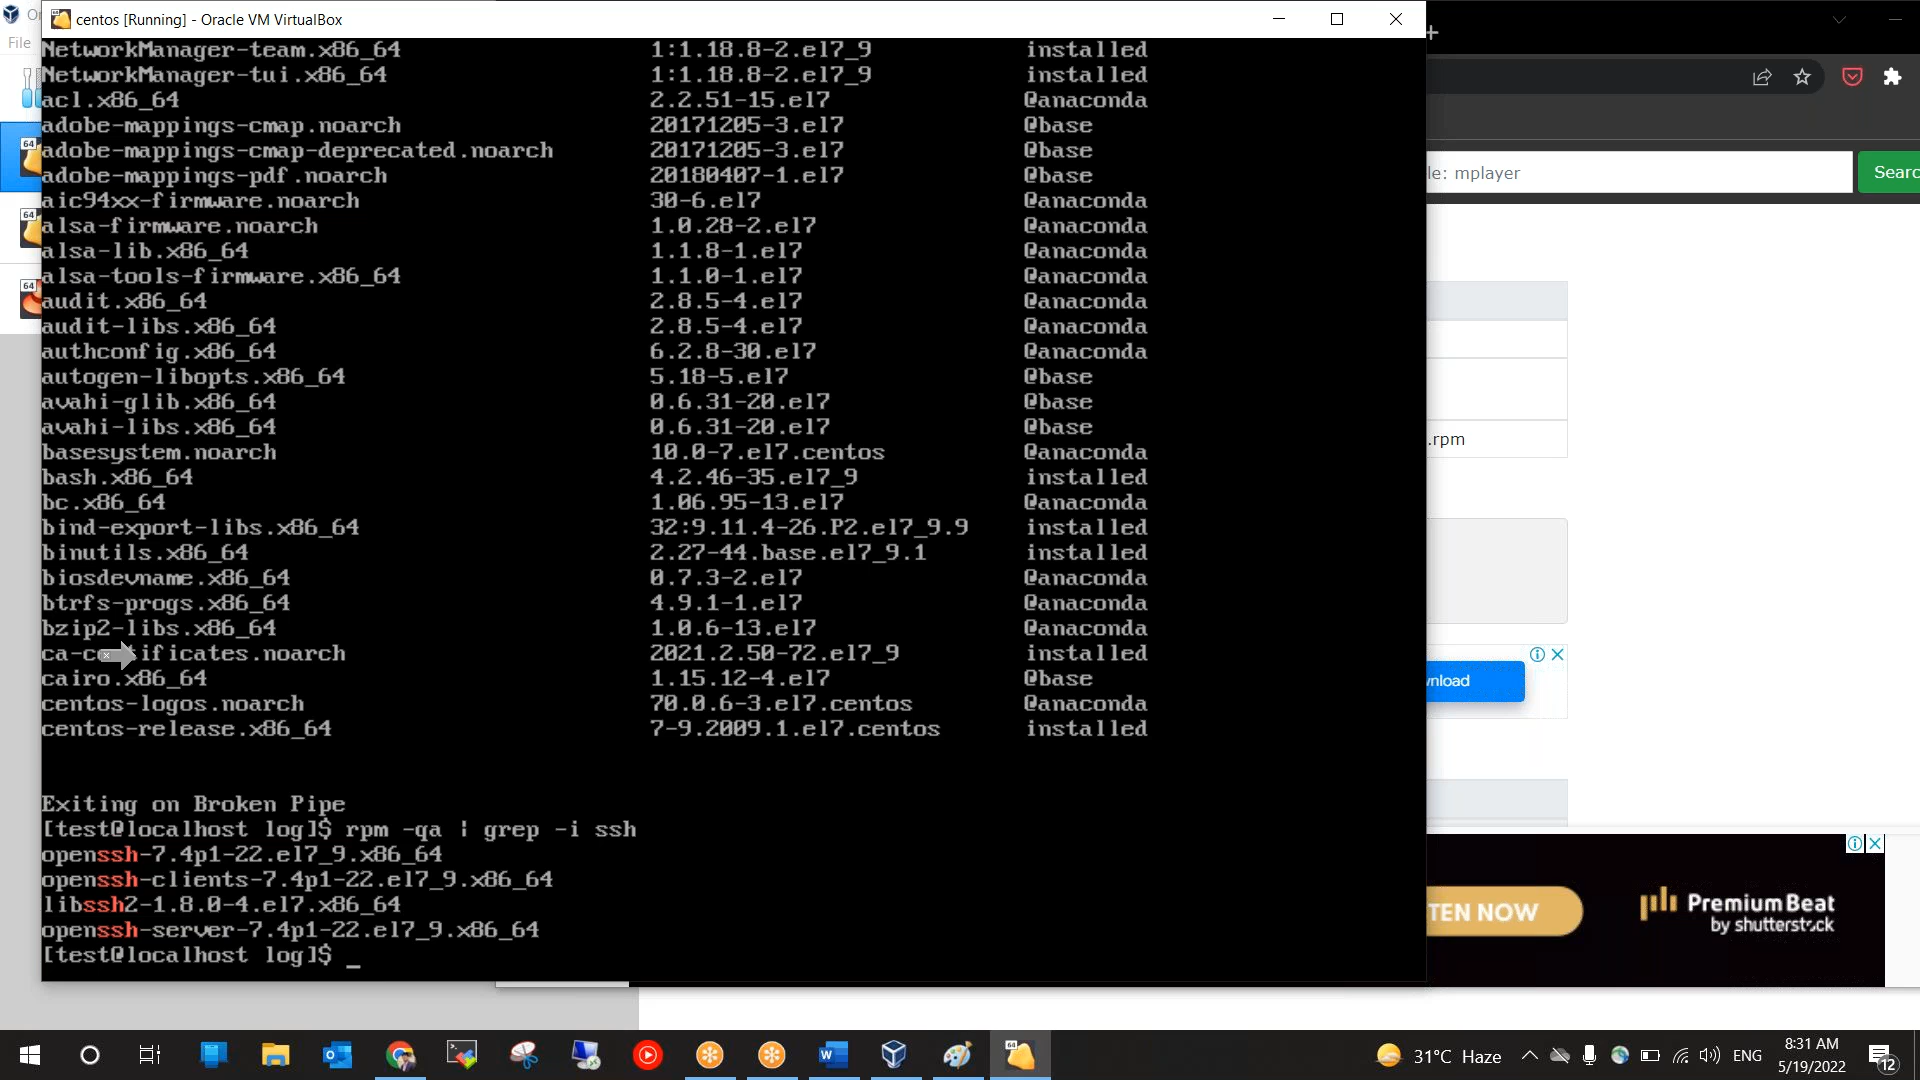 centos [Running] - Oracle VM VirtualBox
File
NetworkManager-team.x86_64 1:1.18.8-2.el7_9 installed
NetworkManager-tui.x86_64 1:1.18.8-2.el7_9 installed
acl.x86_64 2.2.51-15.el7 @anaconda
adobe-mappings-cmap.noarch 20171205-3.el7 @base
adobe-mappings-cmap-deprecated.noarch 20171205-3.el7 @base
adobe-mappings-pdf.noarch 20180407-1.el7 @base
aic94xx-firmware.noarch 30-6.el7 @anaconda
alsa-firmware.noarch 1.0.28-2.el7 @anaconda
alsa-lib.x86_64 1.1.8-1.el7 @anaconda
alsa-tools-firmware.x86_64 1.1.0-1.el7 @anaconda
audit.x86_64 2.8.5-4.el7 @anaconda
audit-libs.x86_64 2.8.5-4.el7 @anaconda
authconfig.x86_64 6.2.8-30.el7 @anaconda
autogen-libopts.x86_64 5.18-5.el7 @base
avahi-glib.x86_64 0.6.31-20.el7 @base
avahi-libs.x86_64 0.6.31-20.el7 @base
basesystem.noarch 10.0-7.el7.centos @anaconda
bash.x86_64 4.2.46-35.el7_9 installed
bc.x86_64 1.06.95-13.el7 @anaconda
bind-export-libs.x86_64 32:9.11.4-26.P2.el7_9.9 installed
binutils.x86_64 2.27-44.base.el7_9.1 installed
biosdevname.x86_64 0.7.3-2.el7 @anaconda
btrfs-progs.x86_64 4.9.1-1.el7 @anaconda
bzip2-libs.x86_64 1.0.6-13.el7 @anaconda
ca-certificates.noarch 2021.2.50-72.el7_9 installed
cairo.x86_64 1.15.12-4.el7 @base
centos-logos.noarch 70.0.6-3.el7.centos @anaconda
centos-release.x86_64 7-9.2009.1.el7.centos installed
Exiting on Broken Pipe
[test@localhost log]$ rpm -qa | grep -i ssh
openssh-7.4p1-22.el7_9.x86_64
openssh-clients-7.4p1-22.el7_9.x86_64
libssh2-1.8.0-4.el7.x86_64
openssh-server-7.4p1-22.el7_9.x86_64
[test@localhost log]$ _
64
64
64
le: mplayer
Searc
.rpm
nload
TEN NOW
PremiumBeat
by shutterstock
31°C Haze
ENG
8:31 AM
5/19/2022
12